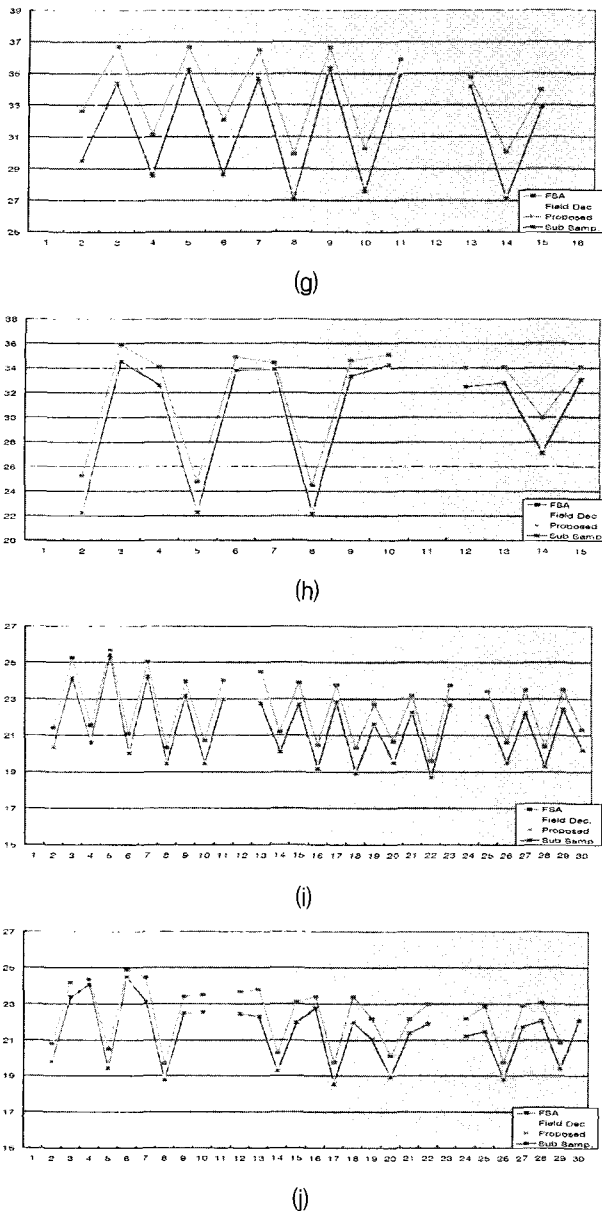 39
37
35
33
31
29
27
25
FSA
Field Dec
Proposed
Sub Samp.
1 2 3 4 5 6 7 8 9 10 11 12 13 14 15 16
(g)
38
36
34
32
30
28
26
24
22
20
FSA
Field Dec
Proposed
Sub Samp
1 2 3 4 5 6 7 8 9 10 11 12 13 14 15
(h)
27
25
23
21
19
17
15
FSA
Field Dec.
Proposed
Sub Samp
1 2 3 4 5 6 7 8 9 10 11 12 13 14 15 16 17 18 19 20 21 22 23 24 25 26 27 28 29 30
(i)
27
25
23
21
19
17
15
FSA
Field Dec
Proposed
Sub Samp
1 2 3 4 5 6 7 8 9 10 11 12 13 14 15 16 17 18 19 20 21 22 23 24 25 26 27 28 29 30
(j)